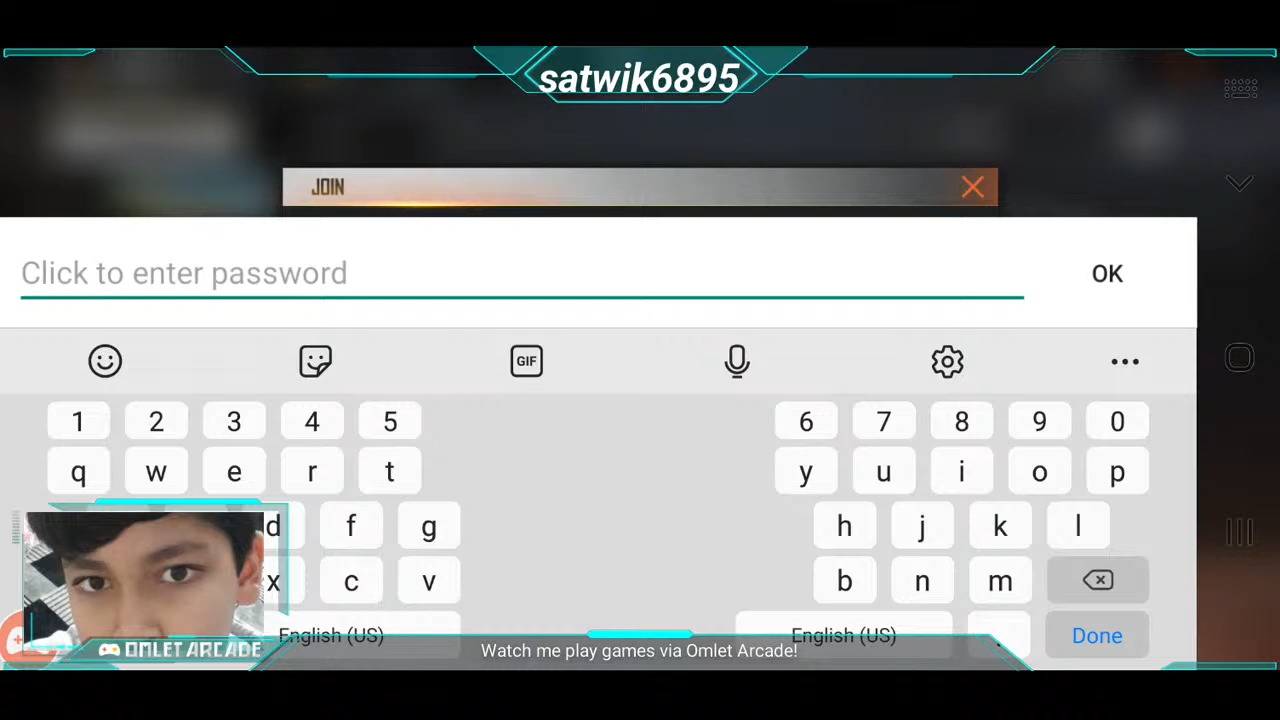 satwik6895
JOIN
Click to enter password
OK
GIF
1 2 3 4 5 6 7 8 9 0
q w e r t y u i o p
d f g h j k l
x c v b n m
English (US) English (US) . Done
OMLET ARCADE
Watch me play games via Omlet Arcade!